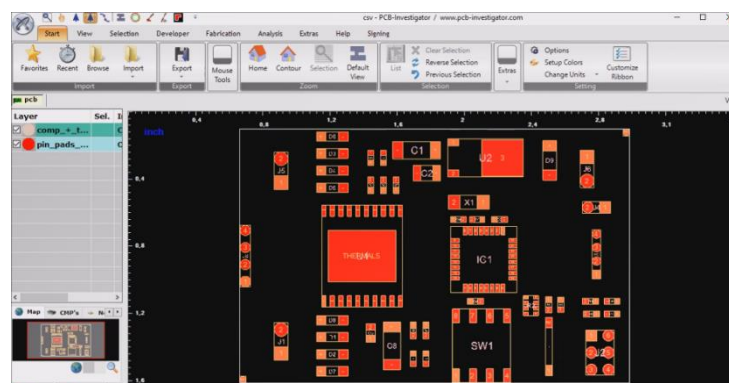 csv - PCB-Investigator / www.pcb-investigator.com
Start View Selection Developer Fabrication Analysis Extras Help Signing
Favorites Recent Browse Import Export Mouse Tools Home Contour Selection Default View List Clear Selection Reverse Selection Previous Selection Extras Options Setup Colors Change Units Customize Ribbon
Import Export Zoom Selection Setting
pcb
Layer Sel.
comp_+_t...
pin_pads_...
inch
0,4 0,8 1,2 1,6 2 2,4 2,8 3,1
0,4
0,8
1,2
1,6
C1 U2 3 D9
J5 C2 J6
X1
THERMALS IC1
J1 C8 SW1
Map CMP's